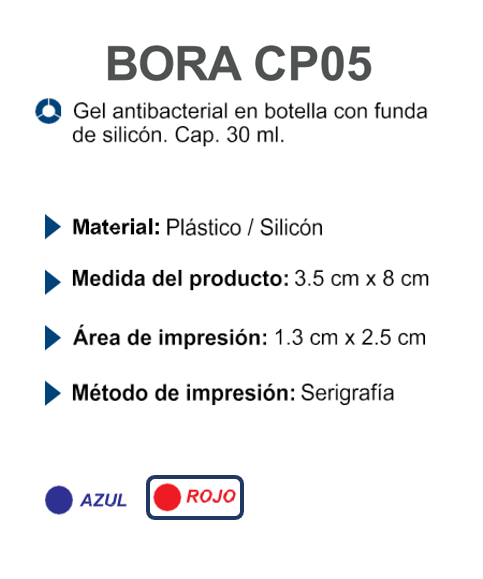 BORA CP05
Gel antibacterial en botella con funda
de silicón. Cap. 30 ml.
Material: Plástico / Silicón
Medida del producto: 3.5 cm x 8 cm
Área de impresión: 1.3 cm x 2.5 cm
Método de impresión: Serigrafía
AZUL ROJO